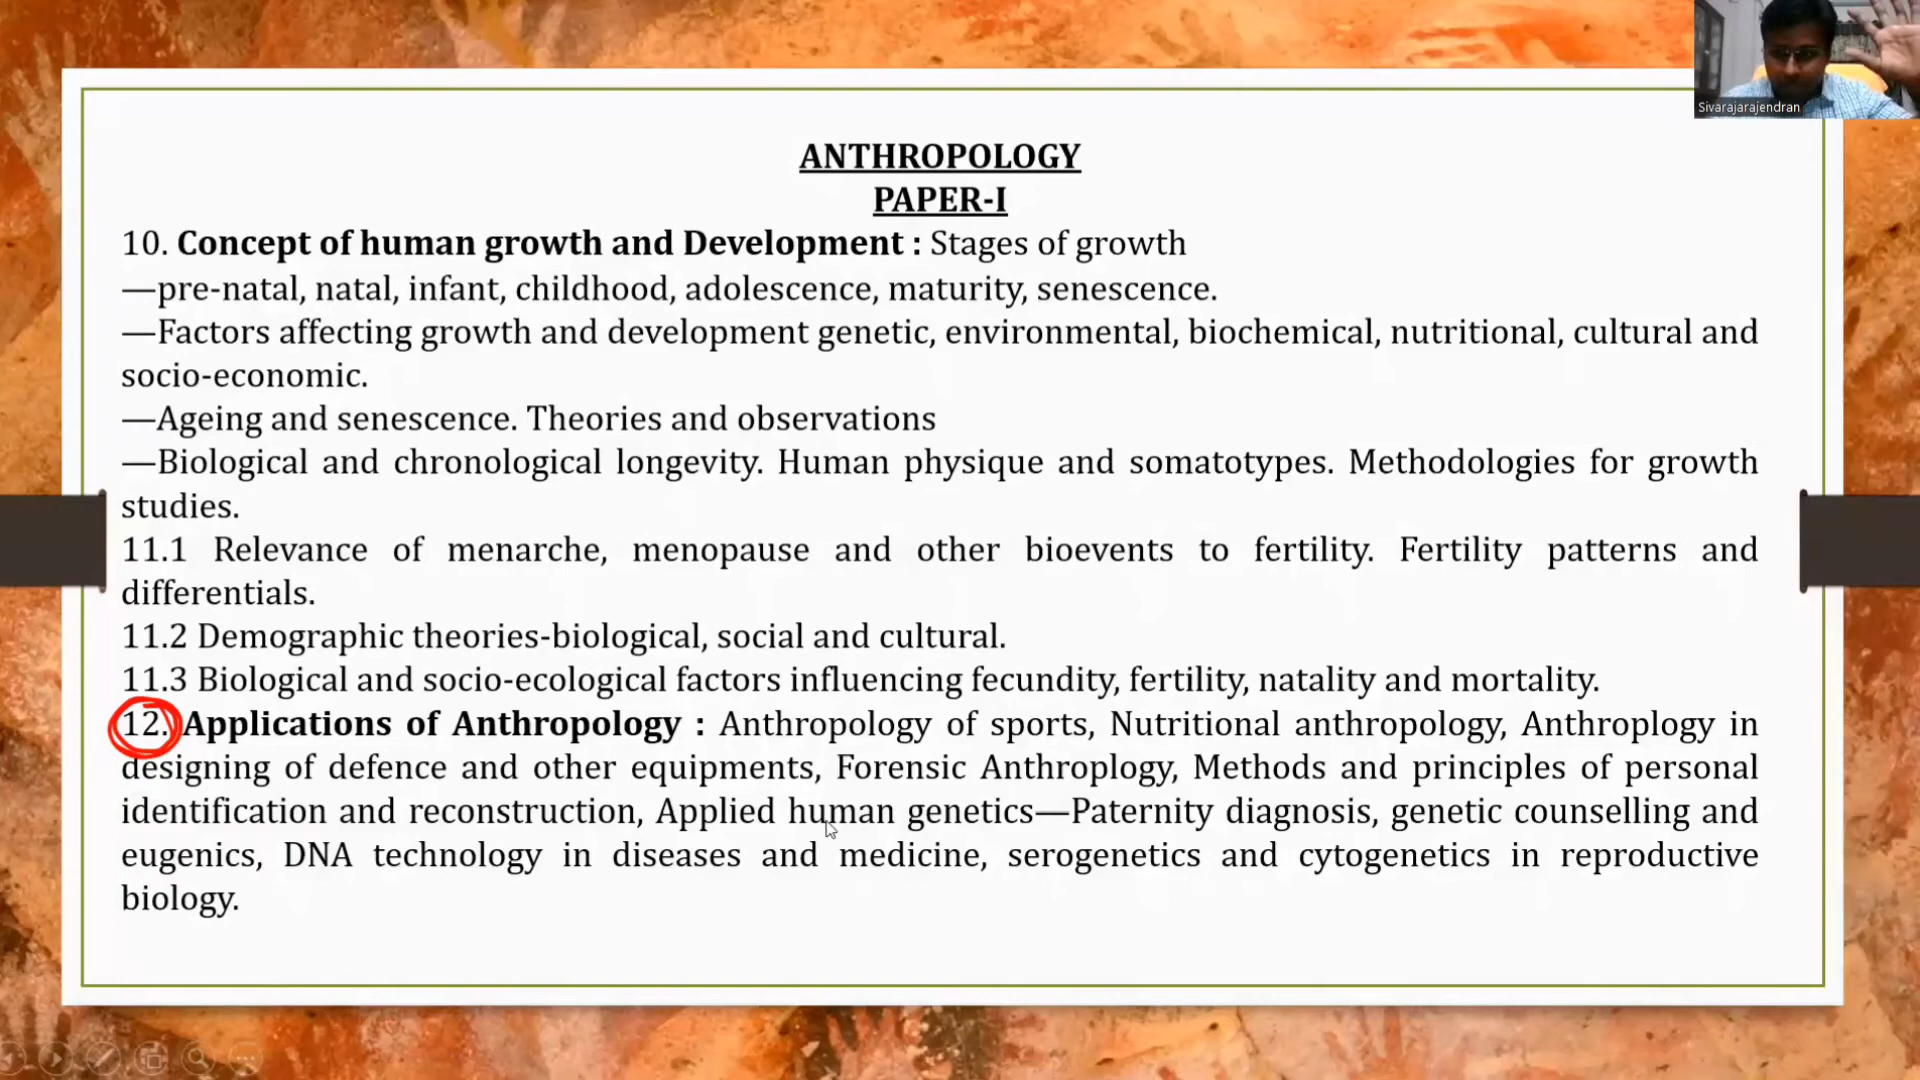 Sivarajarajendran
ANTHROPOLOGY
PAPER-I
10. Concept of human growth and Development : Stages of growth
—pre-natal, natal, infant, childhood, adolescence, maturity, senescence.
—Factors affecting growth and development genetic, environmental, biochemical, nutritional, cultural and
socio-economic.
—Ageing and senescence. Theories and observations
—Biological and chronological longevity. Human physique and somatotypes. Methodologies for growth
studies.
11.1 Relevance of menarche, menopause and other bioevents to fertility. Fertility patterns and
differentials.
11.2 Demographic theories-biological, social and cultural.
11.3 Biological and socio-ecological factors influencing fecundity, fertility, natality and mortality.
12. Applications of Anthropology : Anthropology of sports, Nutritional anthropology, Anthroplogy in
designing of defence and other equipments, Forensic Anthroplogy, Methods and principles of personal
identification and reconstruction, Applied human genetics—Paternity diagnosis, genetic counselling and
eugenics, DNA technology in diseases and medicine, serogenetics and cytogenetics in reproductive
biology.